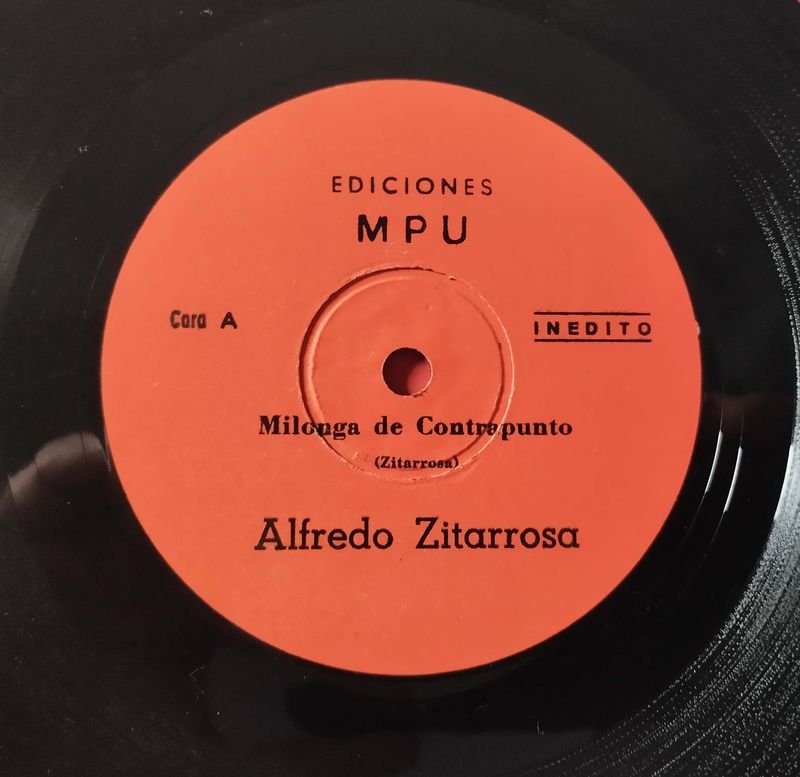 EDICIONES
MPU
Cara A
INEDITO
Milonga de Contrapunto
(Zitarrosa)
Alfredo Zitarrosa